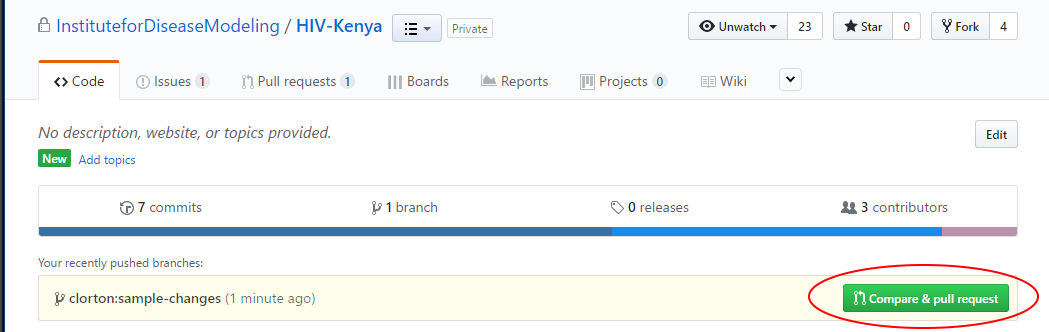 InstituteforDiseaseModeling / HIV-Kenya Private Unwatch 23 Star 0 Fork 4
<> Code Issues 1 Pull requests 1 Boards Reports Projects 0 Wiki
No description, website, or topics provided. Edit
New Add topics
7 commits 1 branch 0 releases 3 contributors
Your recently pushed branches:
clorton:sample-changes (1 minute ago) Compare & pull request